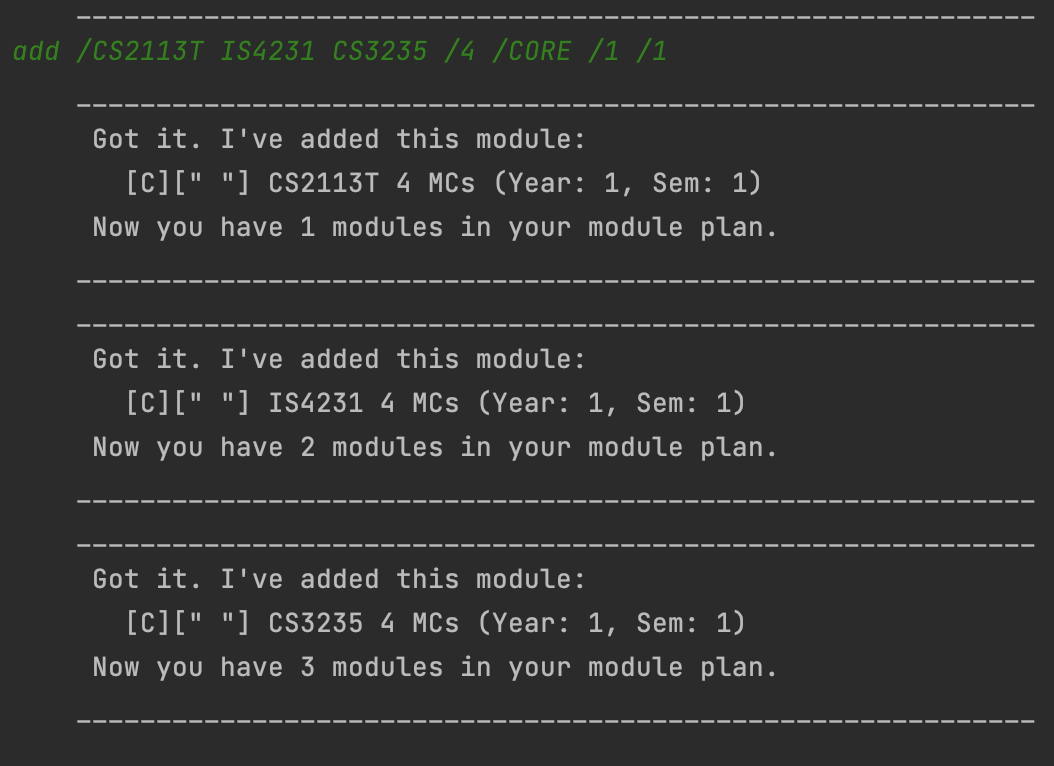 ____________________________________________________________
add /CS2113T IS4231 CS3235 /4 /CORE /1 /1
____________________________________________________________
Got it. I've added this module:
[C][" "] CS2113T 4 MCs (Year: 1, Sem: 1)
Now you have 1 modules in your module plan.
____________________________________________________________
____________________________________________________________
Got it. I've added this module:
[C][" "] IS4231 4 MCs (Year: 1, Sem: 1)
Now you have 2 modules in your module plan.
____________________________________________________________
____________________________________________________________
Got it. I've added this module:
[C][" "] CS3235 4 MCs (Year: 1, Sem: 1)
Now you have 3 modules in your module plan.
____________________________________________________________